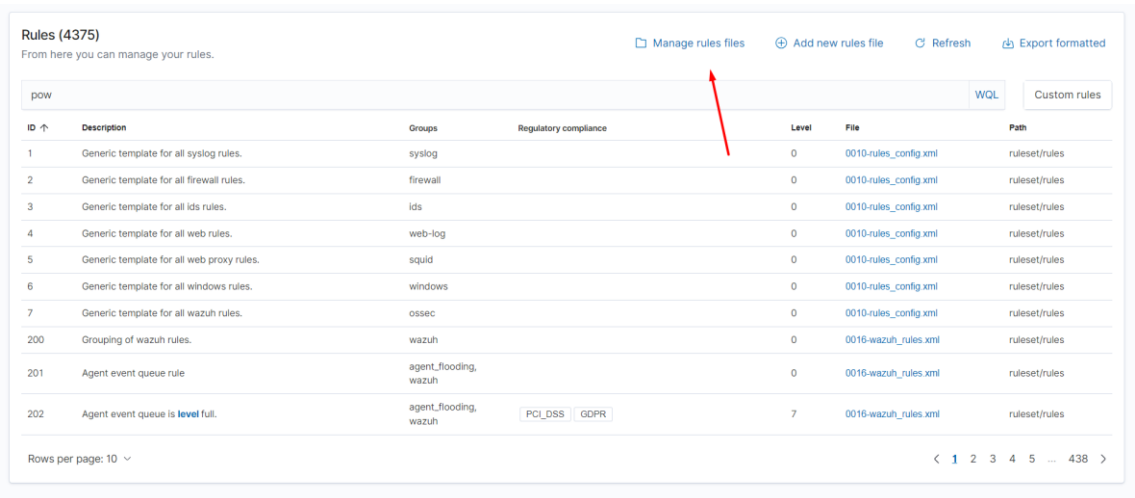 Rules (4375)
From here you can manage your rules.
Manage rules files Add new rules file Refresh Export formatted
pow WQL Custom rules
ID Description Groups Regulatory compliance Level File Path
1 Generic template for all syslog rules. syslog 0 0010-rules_config.xml ruleset/rules
2 Generic template for all firewall rules. firewall 0 0010-rules_config.xml ruleset/rules
3 Generic template for all ids rules. ids 0 0010-rules_config.xml ruleset/rules
4 Generic template for all web rules. web-log 0 0010-rules_config.xml ruleset/rules
5 Generic template for all web proxy rules. squid 0 0010-rules_config.xml ruleset/rules
6 Generic template for all windows rules. windows 0 0010-rules_config.xml ruleset/rules
7 Generic template for all wazuh rules. ossec 0 0010-rules_config.xml ruleset/rules
200 Grouping of wazuh rules. wazuh 0 0016-wazuh_rules.xml ruleset/rules
201 Agent event queue rule agent_flooding, wazuh 0 0016-wazuh_rules.xml ruleset/rules
202 Agent event queue is level full. agent_flooding, wazuh PCI_DSS GDPR 7 0016-wazuh_rules.xml ruleset/rules
Rows per page: 10 < 1 2 3 4 5 ... 438 >